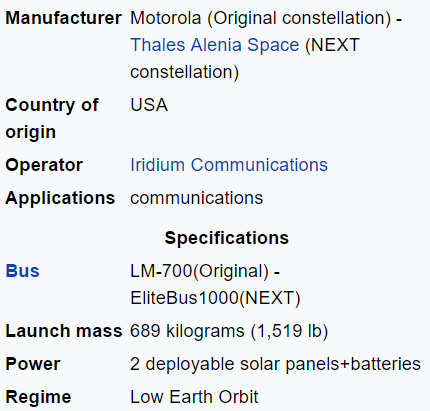 Manufacturer Motorola (Original constellation) -
Thales Alenia Space (NEXT
constellation)
Country of USA
origin
Operator Iridium Communications
Applications communications
Specifications
Bus LM-700(Original) -
EliteBus1000(NEXT)
Launch mass 689 kilograms (1,519 lb)
Power 2 deployable solar panels+batteries
Regime Low Earth Orbit